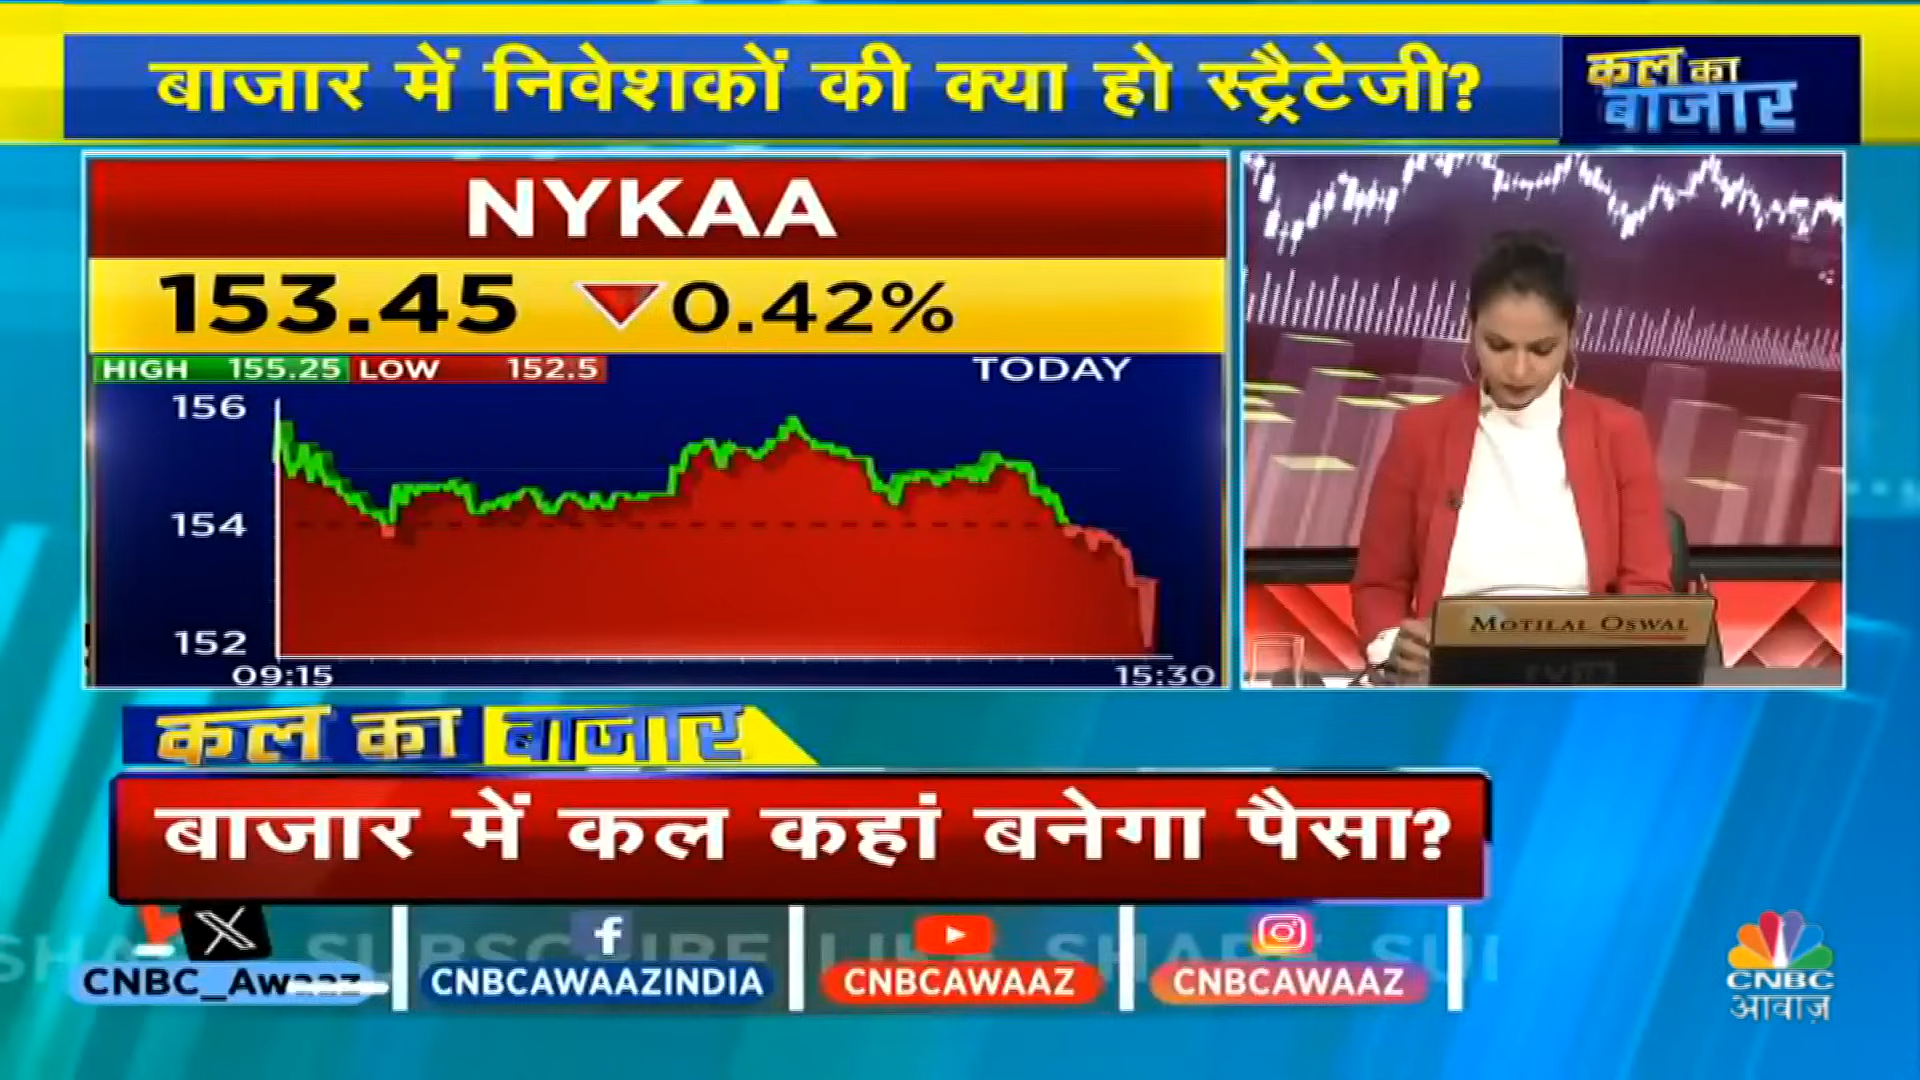 बाजार में निवेशकों की क्या हो स्ट्रैटेजी?
कल का
बाजार
NYKAA
153.45 0.42%
HIGH 155.25 LOW 152.5 TODAY
156
154
152
09:15 15:30
MOTILAL OSWAL
कल का बाजार
बाजार में कल कहां बनेगा पैसा?
CNBC_Awaaz CNBCAWAAZINDIA CNBCAWAAZ CNBCAWAAZ
CNBC
आवाज़